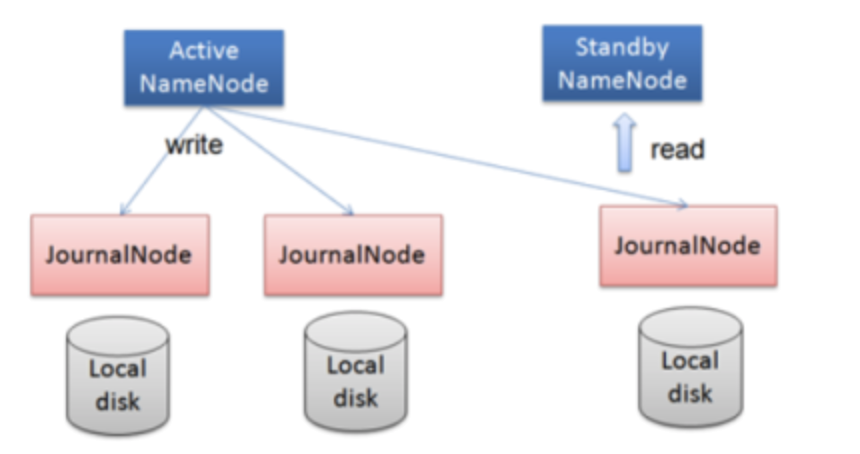 Active
NameNode
Standby
NameNode
write
read
JournalNode
JournalNode
JournalNode
Local
disk
Local
disk
Local
disk